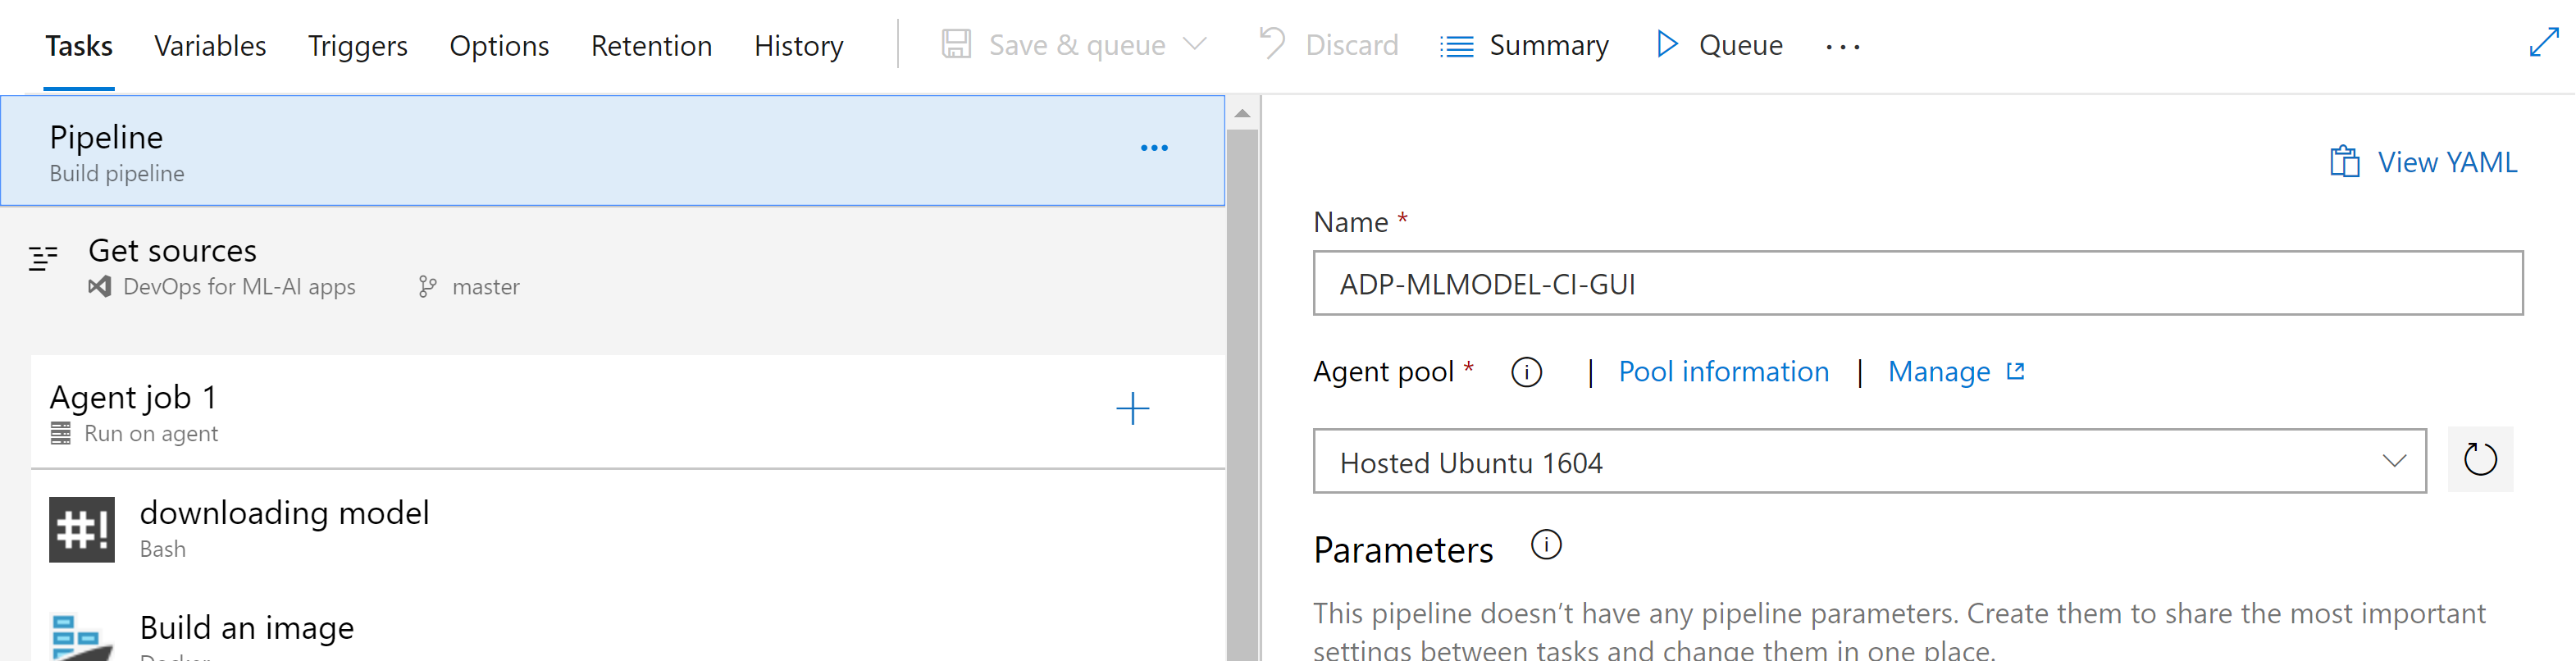 Tasks Variables Triggers Options Retention History Save & queue Discard Summary Queue ...
Pipeline
Build pipeline
Get sources
DevOps for ML-AI apps master
Agent job 1
Run on agent
#! downloading model
Bash
Build an image
Docker
View YAML
Name *
ADP-MLMODEL-CI-GUI
Agent pool * | Pool information | Manage
Hosted Ubuntu 1604
Parameters
This pipeline doesn’t have any pipeline parameters. Create them to share the most important
settings between tasks and change them in one place.